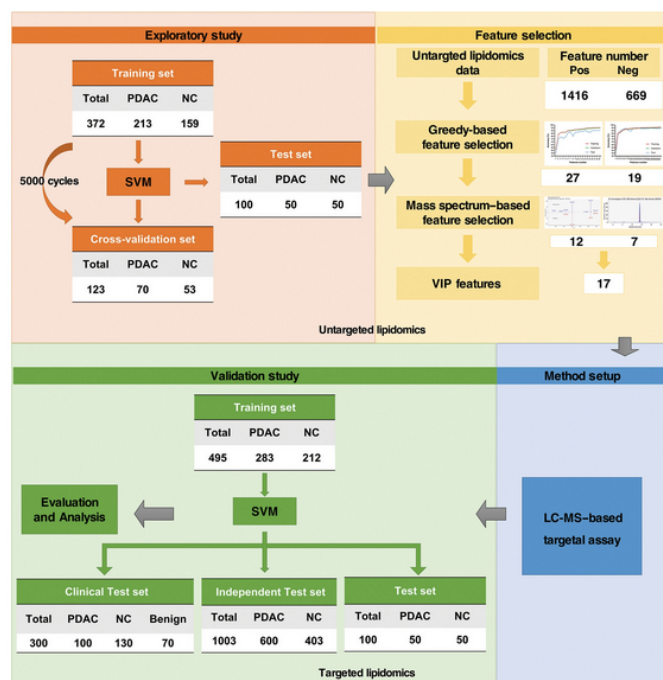 Exploratory study
Training set
Total PDAC NC
372 213 159
5000 cycles
SVM
Test set
Total PDAC NC
100 50 50
Cross-validation set
Total PDAC NC
123 70 53
Feature selection
Untargted lipidomics
data
Feature number
Pos Neg
1416 669
Greedy-based
feature selection
27 19
Mass spectrum–based
feature selection
12 7
VIP features
17
Untargeted lipidomics
Validation study
Training set
Total PDAC NC
495 283 212
Evaluation
and Analysis
SVM
Clinical Test set
Total PDAC NC Benign
300 100 130 70
Independent Test set
Total PDAC NC
1003 600 403
Test set
Total PDAC NC
100 50 50
Targeted lipidomics
Method setup
LC-MS–based
targetal assay